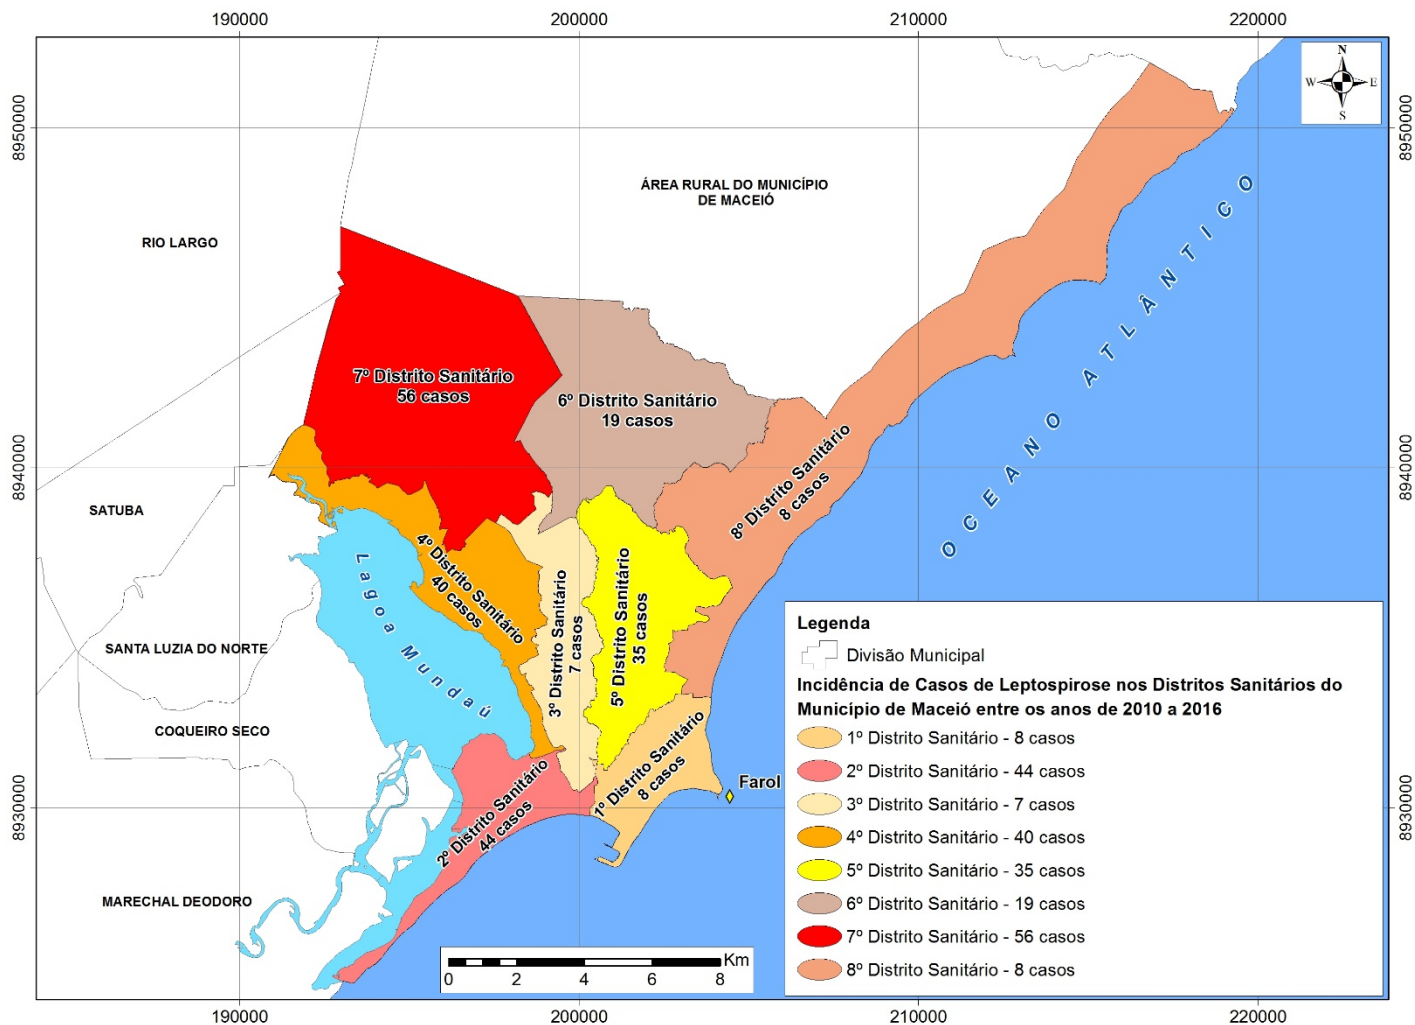 190000
200000
210000
220000
N
W
E
S
8950000
8950000
ÁREA RURAL DO MUNICÍPIO
DE MACEIÓ
RIO LARGO
OCEANO ATLÂNTICO
7º Distrito Sanitário
56 casos
6º Distrito Sanitário
19 casos
8º Distrito Sanitário
8 casos
8940000
8940000
SATUBA
4º Distrito Sanitário
40 casos
Lagoa Mundaú
3º Distrito Sanitário
7 casos
5º Distrito Sanitário
35 casos
SANTA LUZIA DO NORTE
COQUEIRO SECO
1º Distrito Sanitário
8 casos
2º Distrito Sanitário
44 casos
Farol
8930000
8930000
MARECHAL DEODORO
Legenda
Divisão Municipal
Incidência de Casos de Leptospirose nos Distritos Sanitários do
Município de Maceió entre os anos de 2010 a 2016
1º Distrito Sanitário - 8 casos
2º Distrito Sanitário - 44 casos
3º Distrito Sanitário - 7 casos
4º Distrito Sanitário - 40 casos
5º Distrito Sanitário - 35 casos
6º Distrito Sanitário - 19 casos
7º Distrito Sanitário - 56 casos
8º Distrito Sanitário - 8 casos
Km
0 2 4 6 8
190000
200000
210000
220000